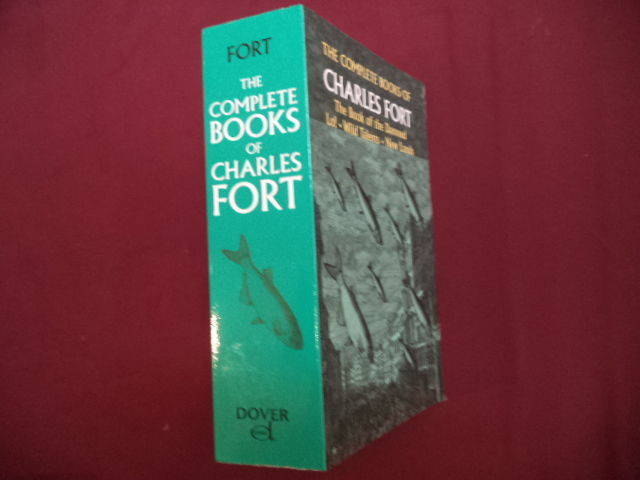 FORT
THE
COMPLETE
BOOKS
OF
CHARLES
FORT
DOVER
THE COMPLETE BOOKS OF
CHARLES FORT
The Book of the Damned
Lo! - Wild Talents - New Lands